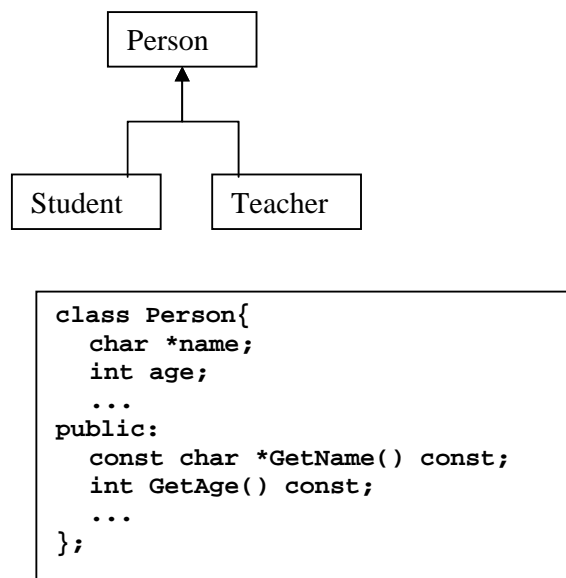 Person
Student
Teacher
class Person{
char *name;
int age;
...
public:
const char *GetName() const;
int GetAge() const;
...
};